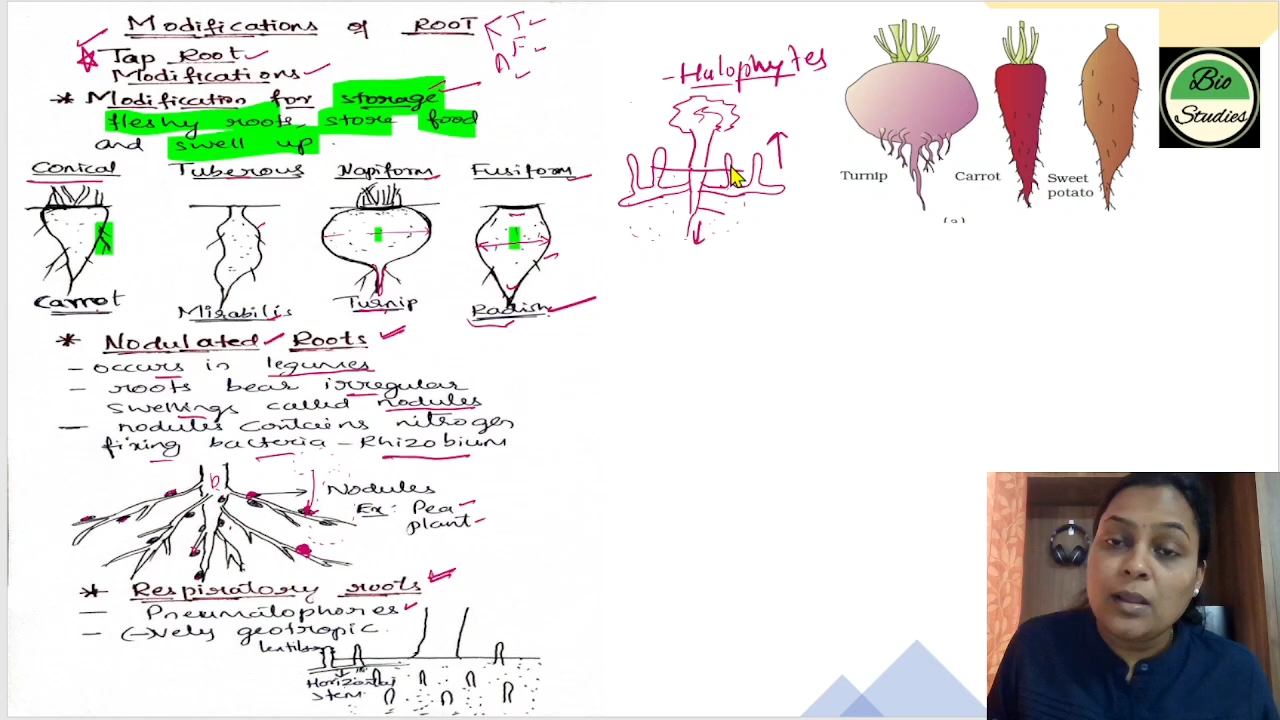 Modifications of ROOT
T
F
A
Tap Root
Modifications
* Modification for storage
fleshy roots, store food
and swell up.
Conical Tuberous Napiform Fusiform
Carrot Mirabilis Turnip Radish
* Nodulated Roots
- occurs in legumes
- roots bear irregular
swellings called nodules
- nodules contains nitrogen
fixing bacteria - Rhizobium
Nodules
Ex: Pea
plant
* Respiratory roots
- Pneumatophores
- (-)vely geotropic
Horizontal
stem
- Halophytes
Turnip Carrot Sweet
potato
(a)
Bio
Studies